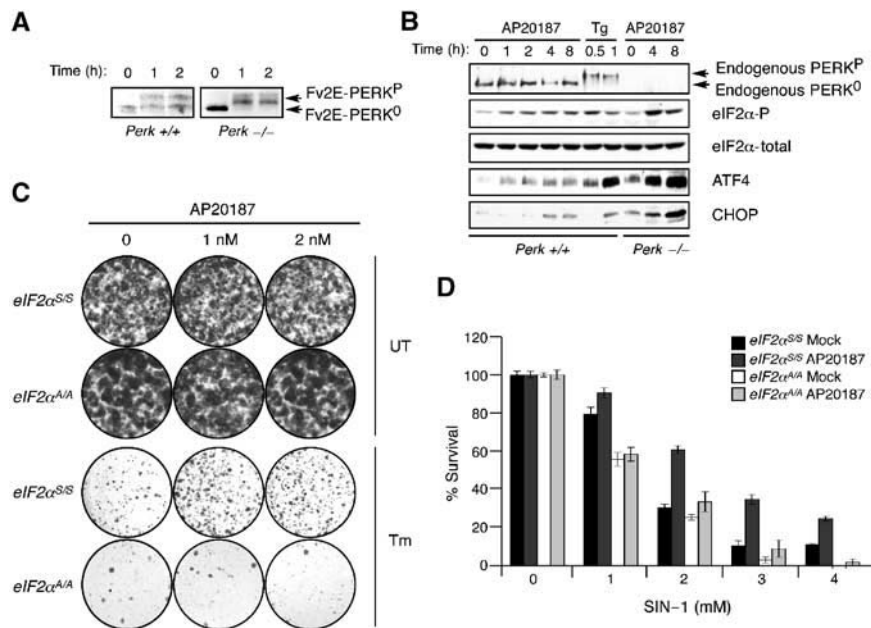 A
Time (h): 0 1 2 0 1 2
Fv2E-PERKᴾ
Fv2E-PERK⁰
Perk +/+ Perk −/−
B
AP20187 Tg AP20187
Time (h): 0 1 2 4 8 0.5 1 0 4 8
Endogenous PERKᴾ
Endogenous PERK⁰
eIF2α-P
eIF2α-total
ATF4
CHOP
Perk +/+ Perk −/−
C
AP20187
0 1 nM 2 nM
eIF2αS/S
eIF2αA/A
UT
eIF2αS/S
eIF2αA/A
Tm
D
eIF2αS/S Mock
eIF2αS/S AP20187
eIF2αA/A Mock
eIF2αA/A AP20187
% Survival
120
100
80
60
40
20
0
0 1 2 3 4
SIN−1 (mM)